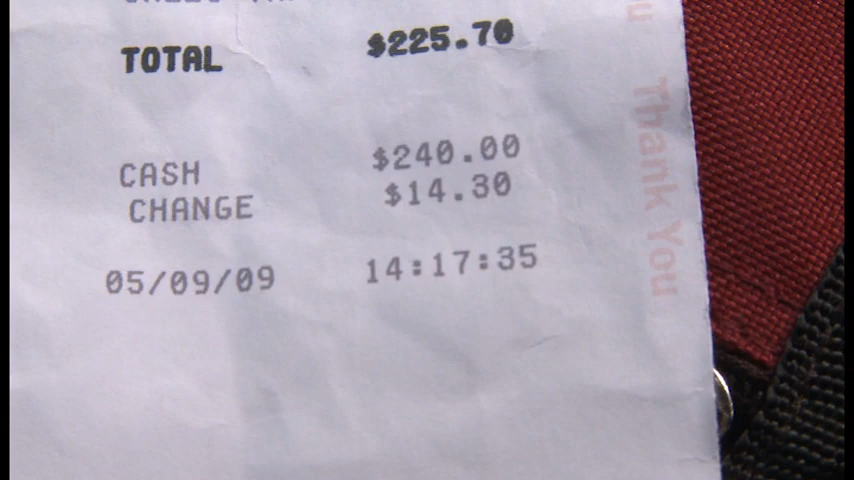 TOTAL $225.70
CASH $240.00
CHANGE $14.30
05/09/09 14:17:35
Thank You